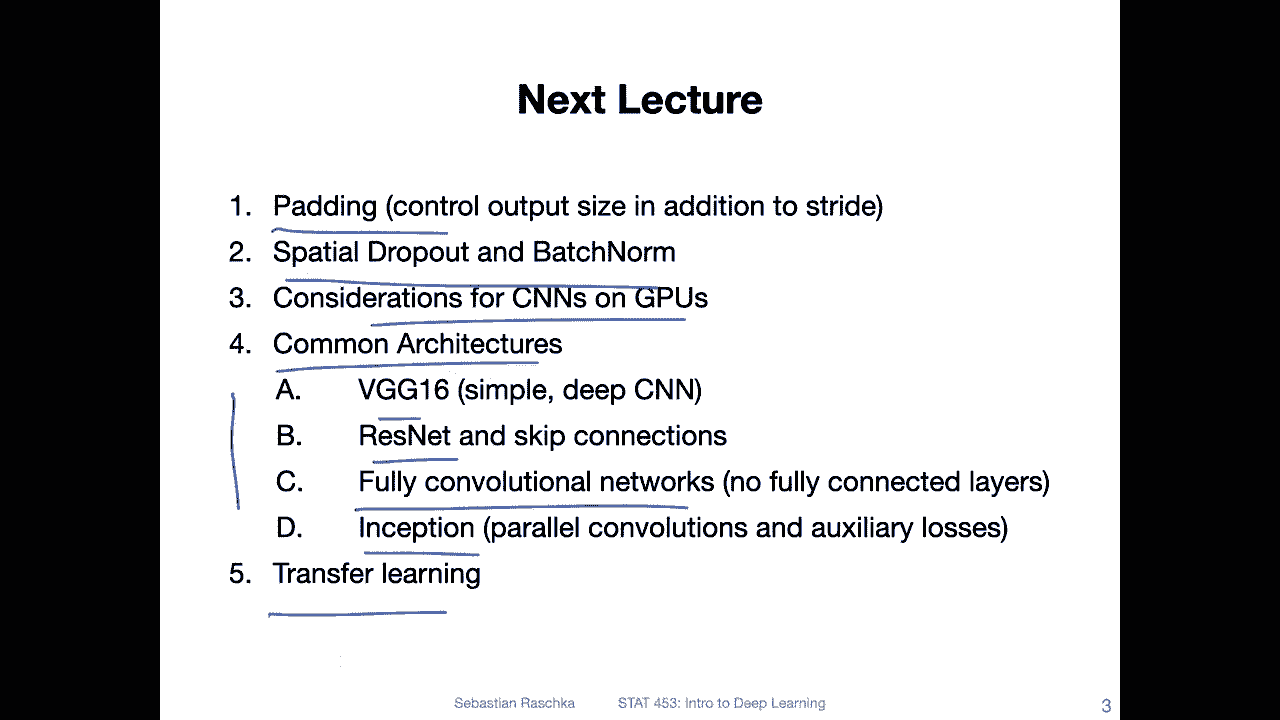 Next Lecture
1. Padding (control output size in addition to stride)
2. Spatial Dropout and BatchNorm
3. Considerations for CNNs on GPUs
4. Common Architectures
A. VGG16 (simple, deep CNN)
B. ResNet and skip connections
C. Fully convolutional networks (no fully connected layers)
D. Inception (parallel convolutions and auxiliary losses)
5. Transfer learning
Sebastian Raschka STAT 453: Intro to Deep Learning 3